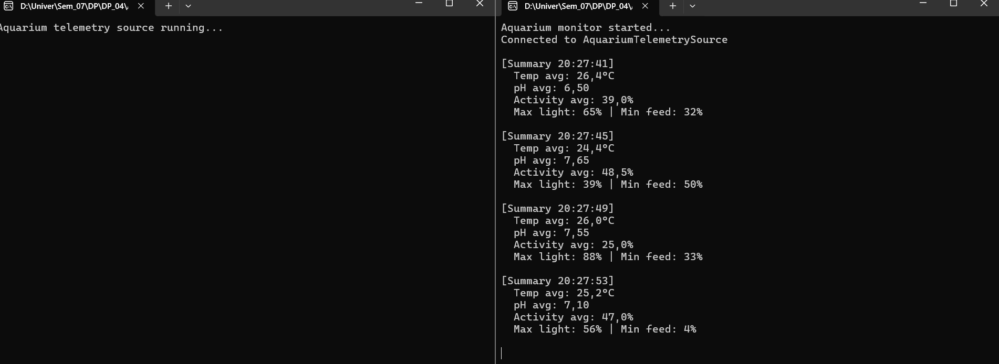 D:\Univer\Sem_07\DP\DP_04\
Aquarium telemetry source running...
D:\Univer\Sem_07\DP\DP_04\
Aquarium monitor started...
Connected to AquariumTelemetrySource
[Summary 20:27:41]
Temp avg: 26,4°C
pH avg: 6,50
Activity avg: 39,0%
Max light: 65% | Min feed: 32%
[Summary 20:27:45]
Temp avg: 24,4°C
pH avg: 7,65
Activity avg: 48,5%
Max light: 39% | Min feed: 50%
[Summary 20:27:49]
Temp avg: 26,0°C
pH avg: 7,55
Activity avg: 25,0%
Max light: 88% | Min feed: 33%
[Summary 20:27:53]
Temp avg: 25,2°C
pH avg: 7,10
Activity avg: 47,0%
Max light: 56% | Min feed: 4%